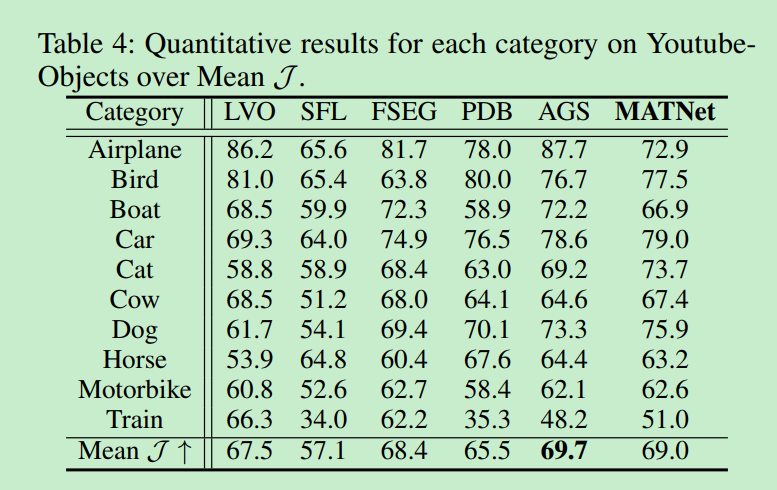 Table 4: Quantitative results for each category on Youtube-
Objects over Mean 𝒥.
Category LVO SFL FSEG PDB AGS MATNet
Airplane 86.2 65.6 81.7 78.0 87.7 72.9
Bird 81.0 65.4 63.8 80.0 76.7 77.5
Boat 68.5 59.9 72.3 58.9 72.2 66.9
Car 69.3 64.0 74.9 76.5 78.6 79.0
Cat 58.8 58.9 68.4 63.0 69.2 73.7
Cow 68.5 51.2 68.0 64.1 64.6 67.4
Dog 61.7 54.1 69.4 70.1 73.3 75.9
Horse 53.9 64.8 60.4 67.6 64.4 63.2
Motorbike 60.8 52.6 62.7 58.4 62.1 62.6
Train 66.3 34.0 62.2 35.3 48.2 51.0
Mean 𝒥 ↑ 67.5 57.1 68.4 65.5 69.7 69.0